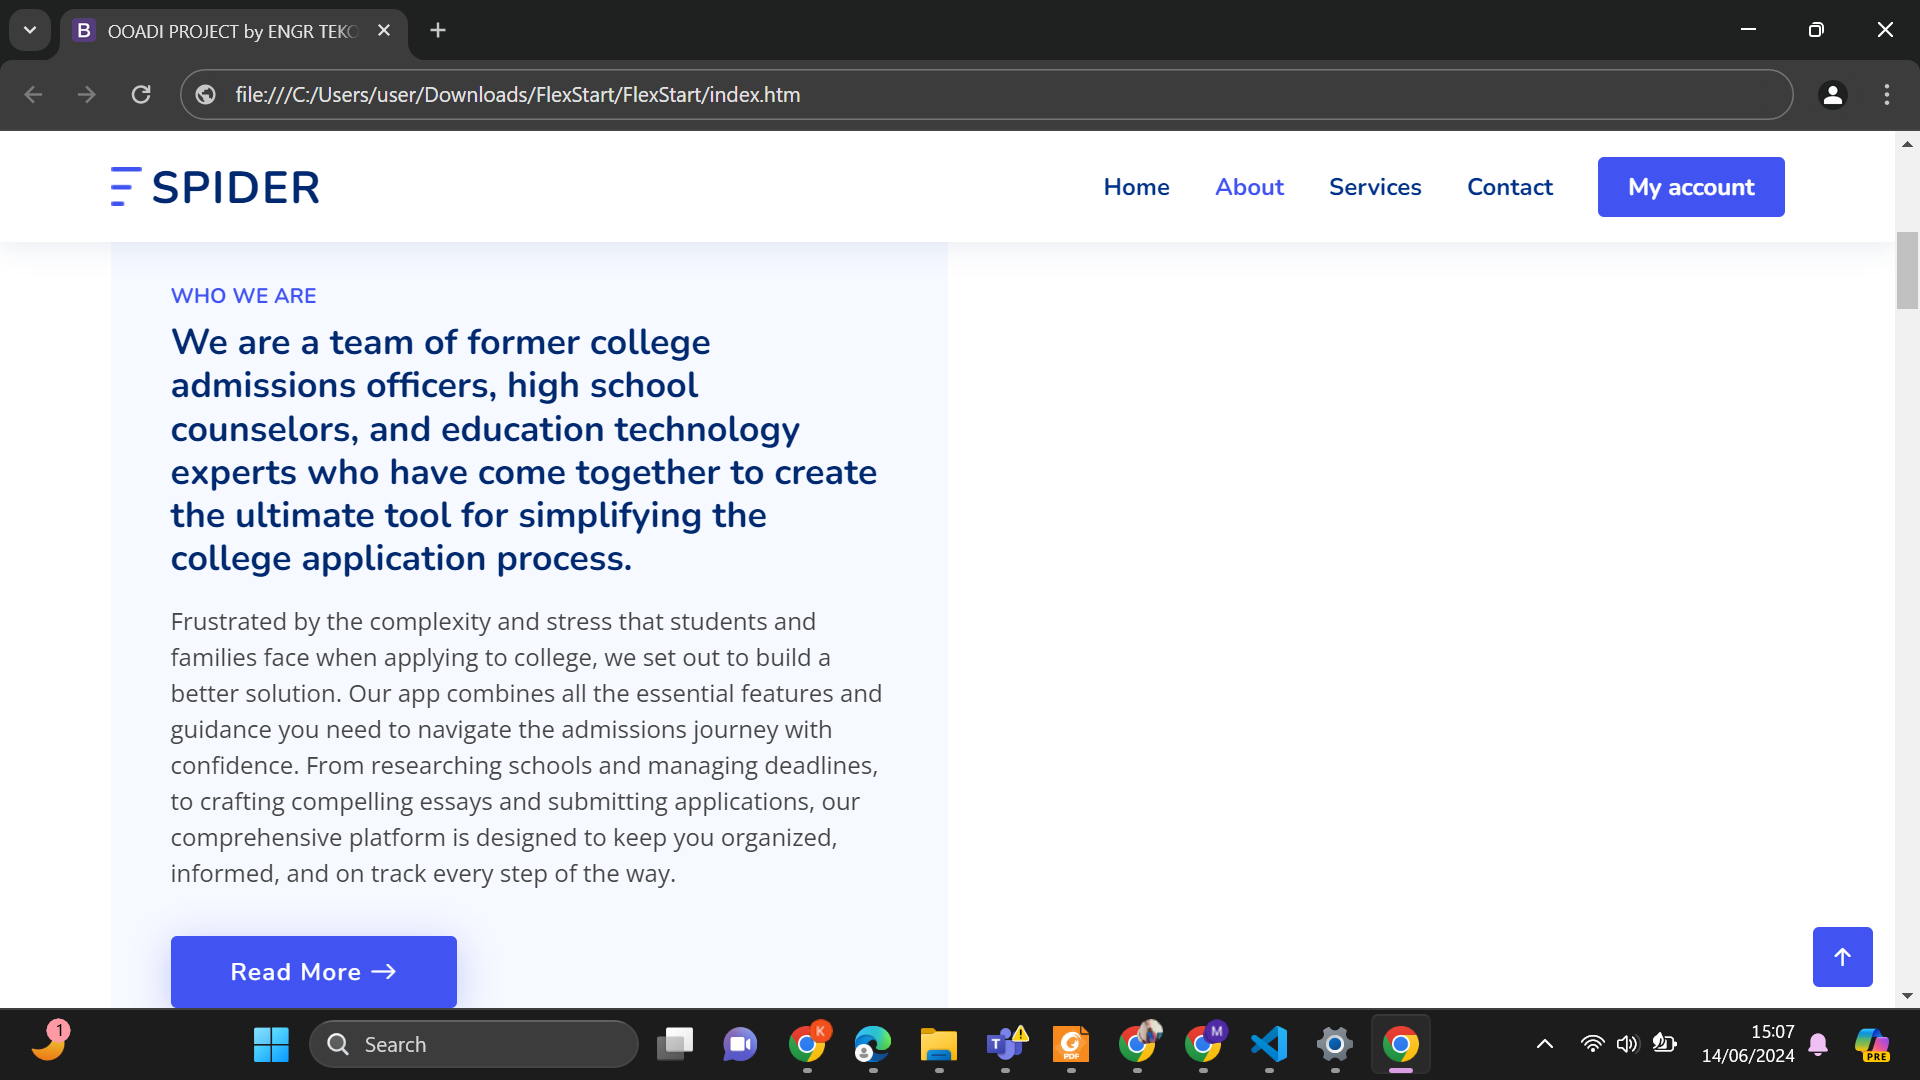 B OOADI PROJECT by ENGR TEKO
file:///C:/Users/user/Downloads/FlexStart/FlexStart/index.htm
SPIDER
Home About Services Contact My account
WHO WE ARE
We are a team of former college
admissions officers, high school
counselors, and education technology
experts who have come together to create
the ultimate tool for simplifying the
college application process.
Frustrated by the complexity and stress that students and
families face when applying to college, we set out to build a
better solution. Our app combines all the essential features and
guidance you need to navigate the admissions journey with
confidence. From researching schools and managing deadlines,
to crafting compelling essays and submitting applications, our
comprehensive platform is designed to keep you organized,
informed, and on track every step of the way.
Read More
1
Search
K
T
PDF
M
15:07
14/06/2024
PRE